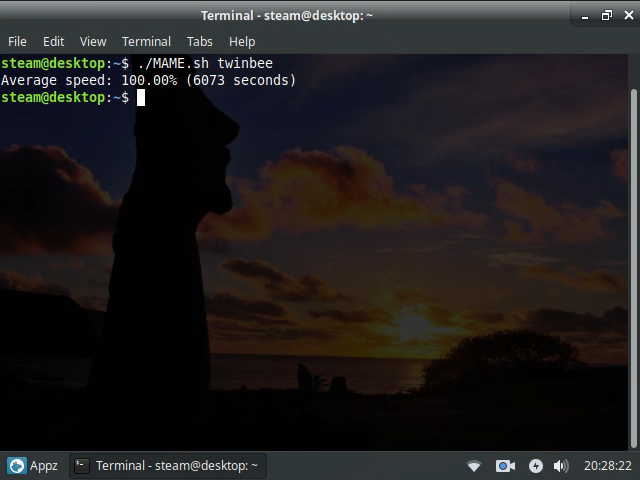 Terminal - steam@desktop: ~
File Edit View Terminal Tabs Help
steam@desktop:~$ ./MAME.sh twinbee
Average speed: 100.00% (6073 seconds)
steam@desktop:~$
Appz Terminal - steam@desktop: ~ 20:28:22